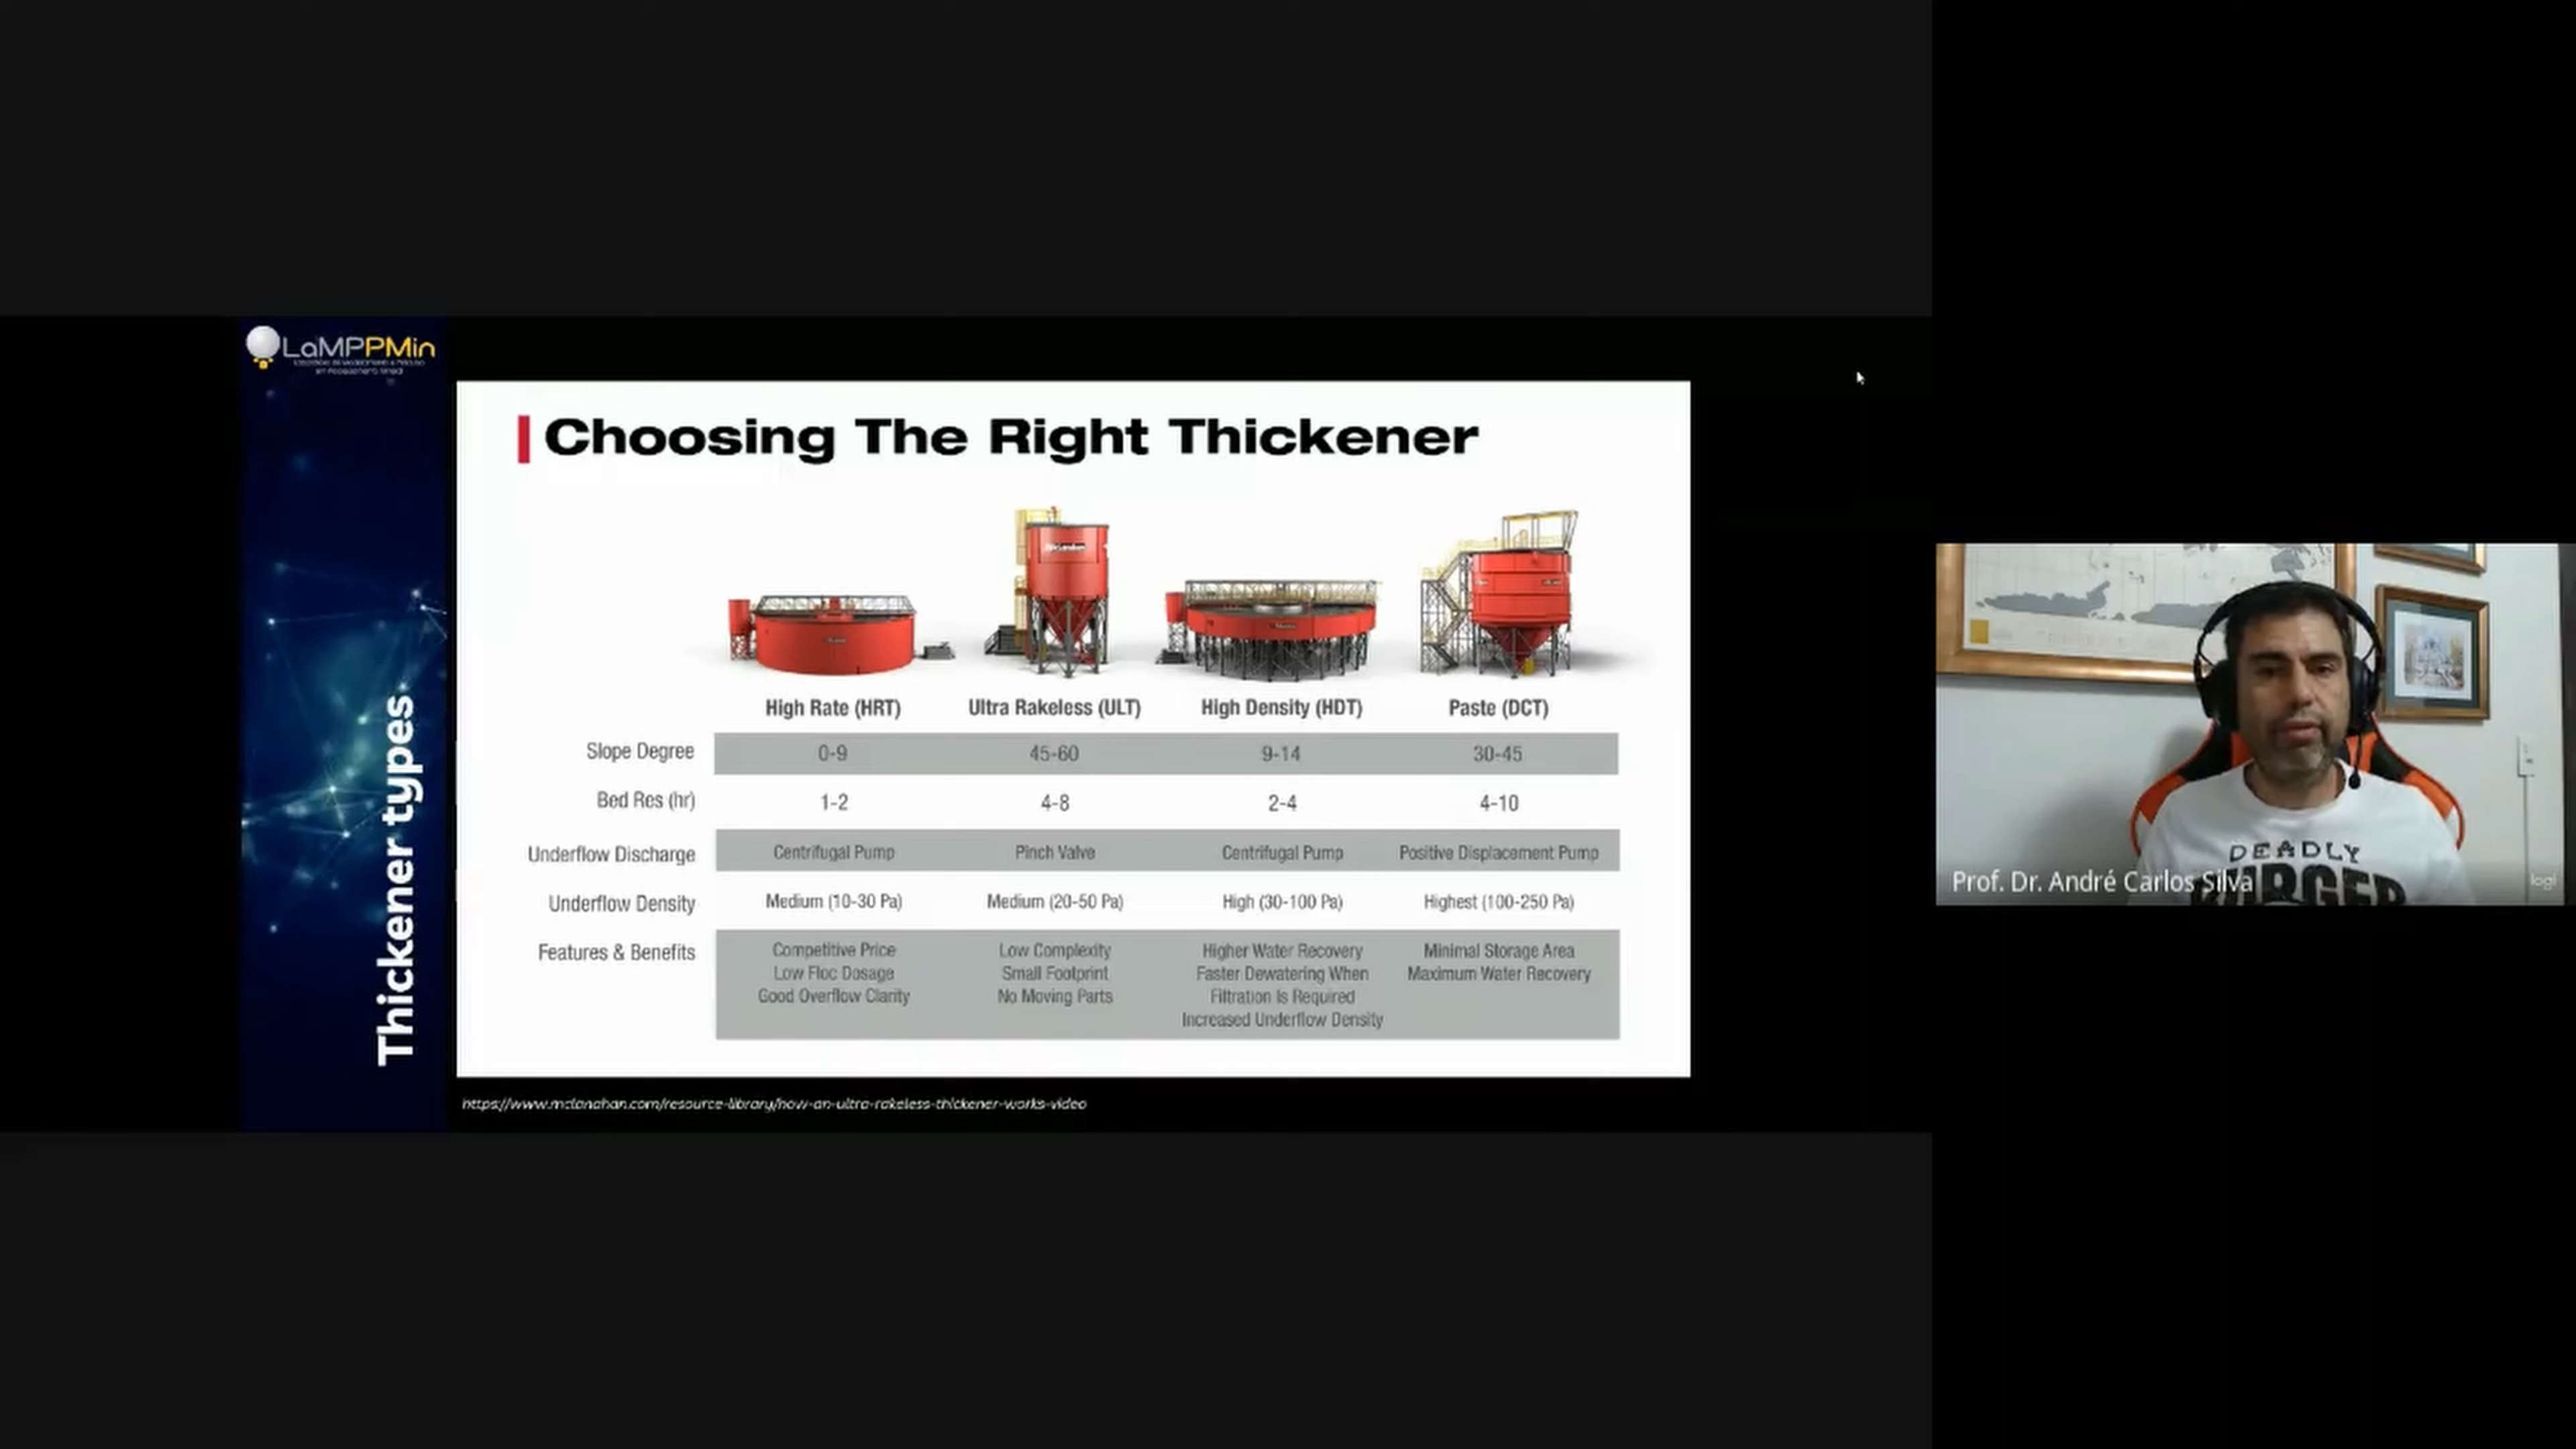 LaMPPMin
Thickener types
Choosing The Right Thickener
High Rate (HRT) Ultra Rakeless (ULT) High Density (HDT) Paste (DCT)
Slope Degree 0-9 45-60 9-14 30-45
Bed Res (hr) 1-2 4-8 2-4 4-10
Underflow Discharge Centrifugal Pump Pinch Valve Centrifugal Pump Positive Displacement Pump
Underflow Density Medium (10-30 Pa) Medium (20-50 Pa) High (30-100 Pa) Highest (100-250 Pa)
Features & Benefits Competitive Price Low Complexity Higher Water Recovery Minimal Storage Area
Low Floc Dosage Small Footprint Faster Dewatering When Maximum Water Recovery
Good Overflow Clarity No Moving Parts Filtration Is Required
Increased Underflow Density
https://www.mclanahan.com/resource-library/how-an-ultra-rakeless-thickener-works-video
DEADLY
Prof. Dr. André Carlos Silva
logi